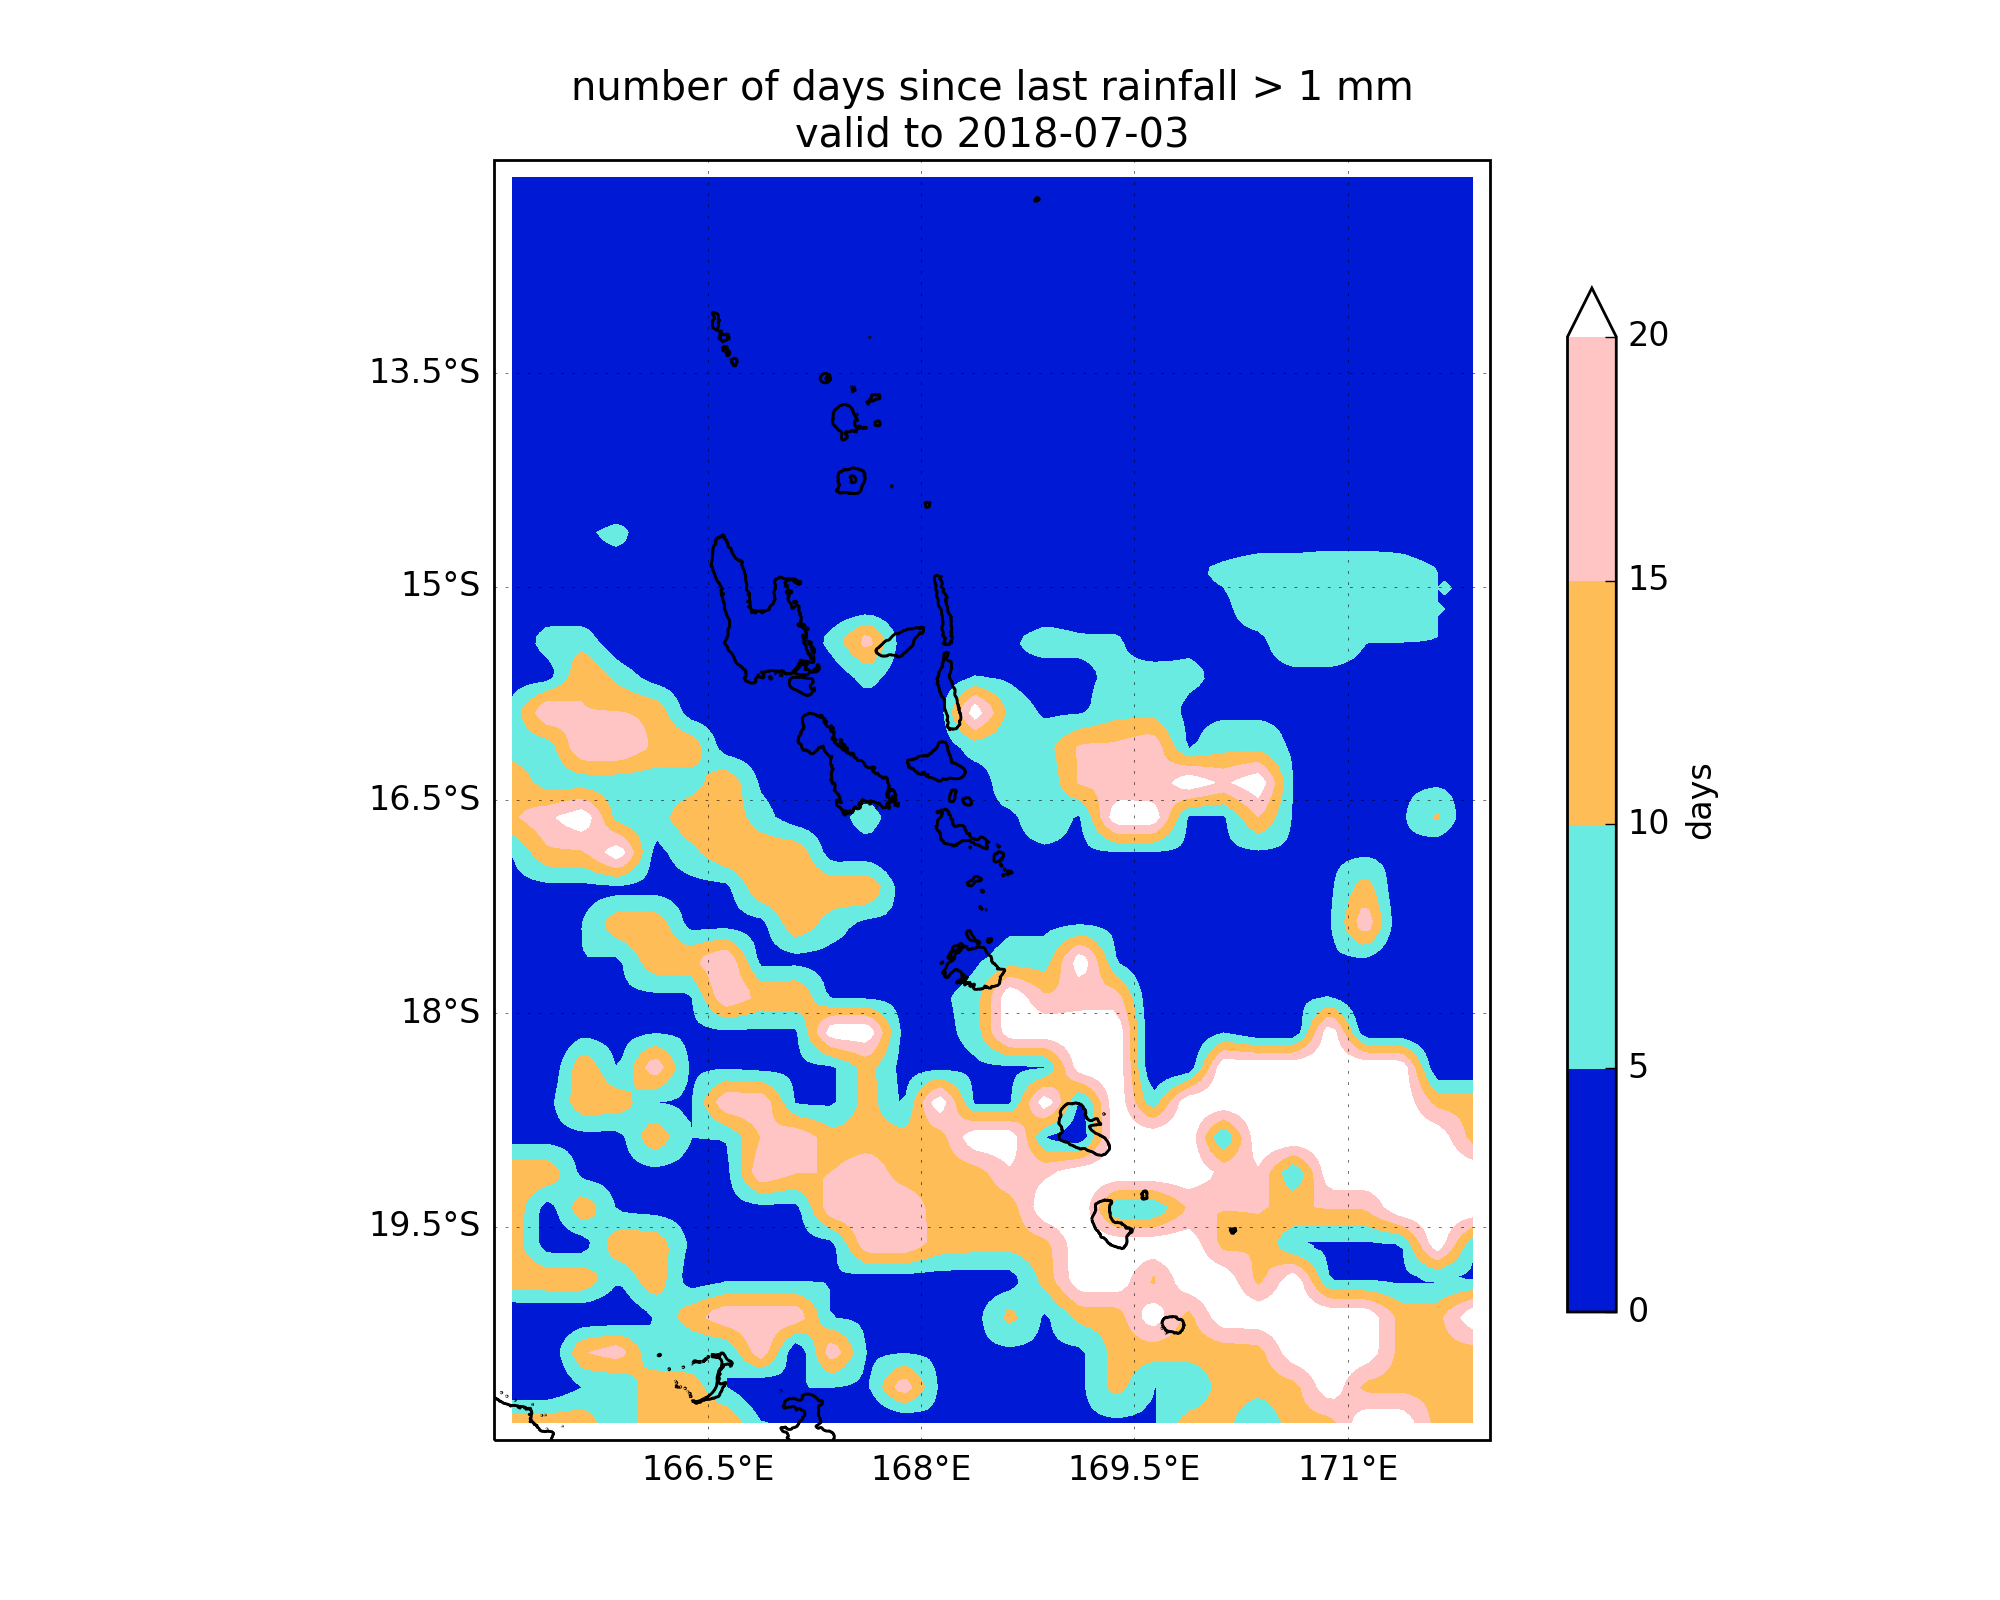 number of days since last rainfall > 1 mm
valid to 2018-07-03
13.5°S
15°S
16.5°S
18°S
19.5°S
166.5°E
168°E
169.5°E
171°E
20
15
10
5
0
days